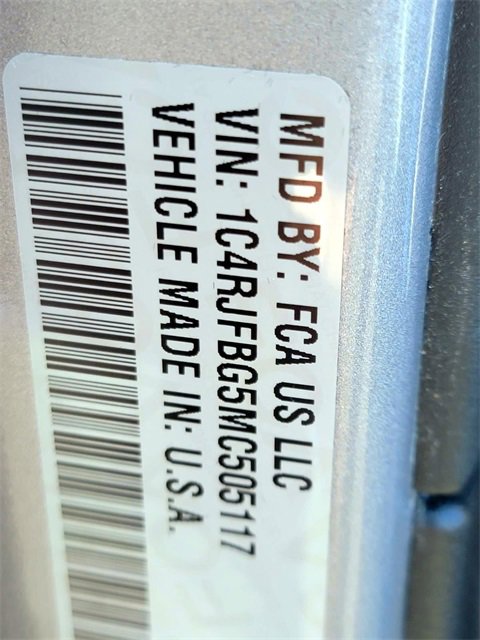 MFD BY: FCA US LLC
VIN: 1C4RJFBG5MC505117
VEHICLE MADE IN: U.S.A.